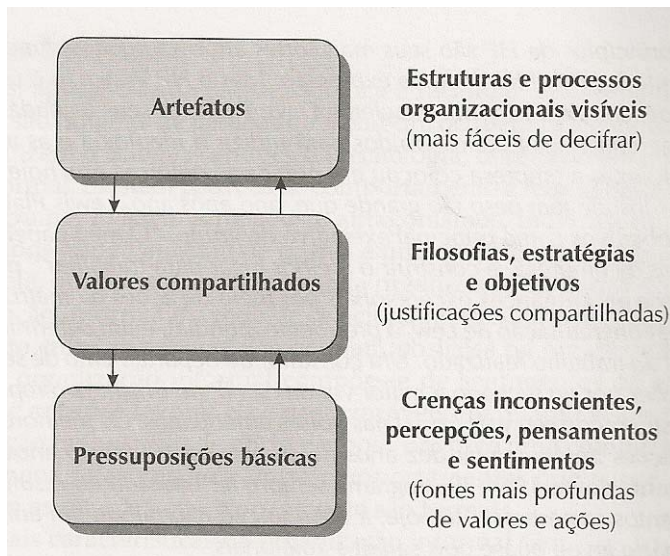 Artefatos
Estruturas e processos
organizacionais visíveis
(mais fáceis de decifrar)
Valores compartilhados
Filosofias, estratégias
e objetivos
(justificações compartilhadas)
Pressuposições básicas
Crenças inconscientes,
percepções, pensamentos
e sentimentos
(fontes mais profundas
de valores e ações)